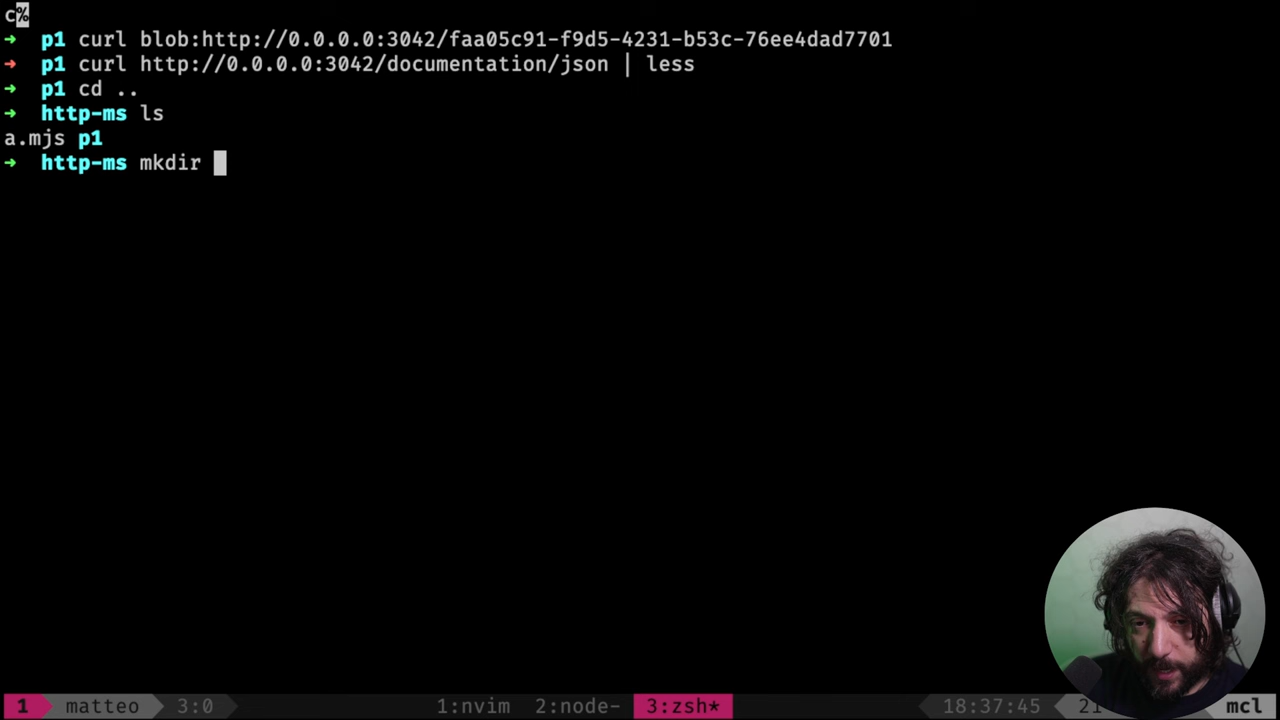 c%
→ p1 curl blob:http://0.0.0.0:3042/faa05c91-f9d5-4231-b53c-76ee4dad7701
→ p1 curl http://0.0.0.0:3042/documentation/json | less
→ p1 cd ..
→ http-ms ls
a.mjs p1
→ http-ms mkdir
1 matteo 3:0 1:nvim 2:node- 3:zsh* 18:37:45 21 mcl